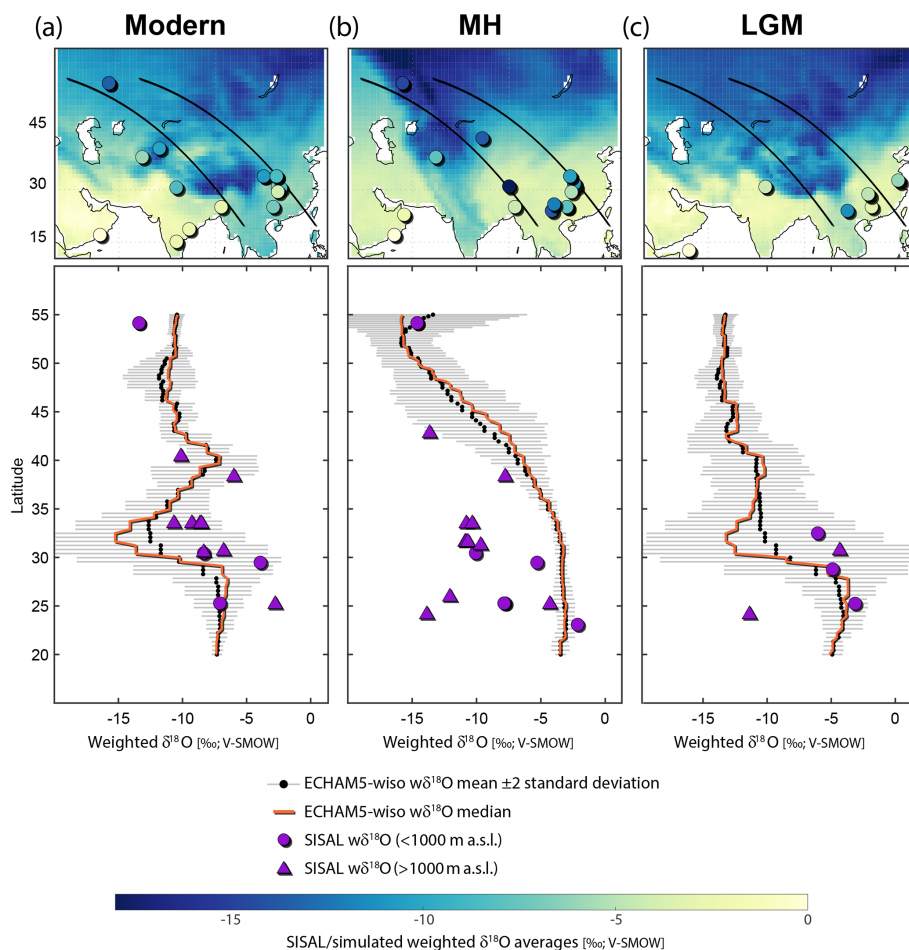 (a) Modern
(b) MH
(c) LGM
45
30
15
55
50
45
40
35
30
25
20
Latitude
-15 -10 -5 0
-15 -10 -5 0
-15 -10 -5 0
Weighted δ¹⁸O [‰; V-SMOW]
Weighted δ¹⁸O [‰; V-SMOW]
Weighted δ¹⁸O [‰; V-SMOW]
ECHAM5-wiso wδ¹⁸O mean ±2 standard deviation
ECHAM5-wiso wδ¹⁸O median
SISAL wδ¹⁸O (<1000 m a.s.l.)
SISAL wδ¹⁸O (>1000 m a.s.l.)
-15 -10 -5 0
SISAL/simulated weighted δ¹⁸O averages [‰; V-SMOW]